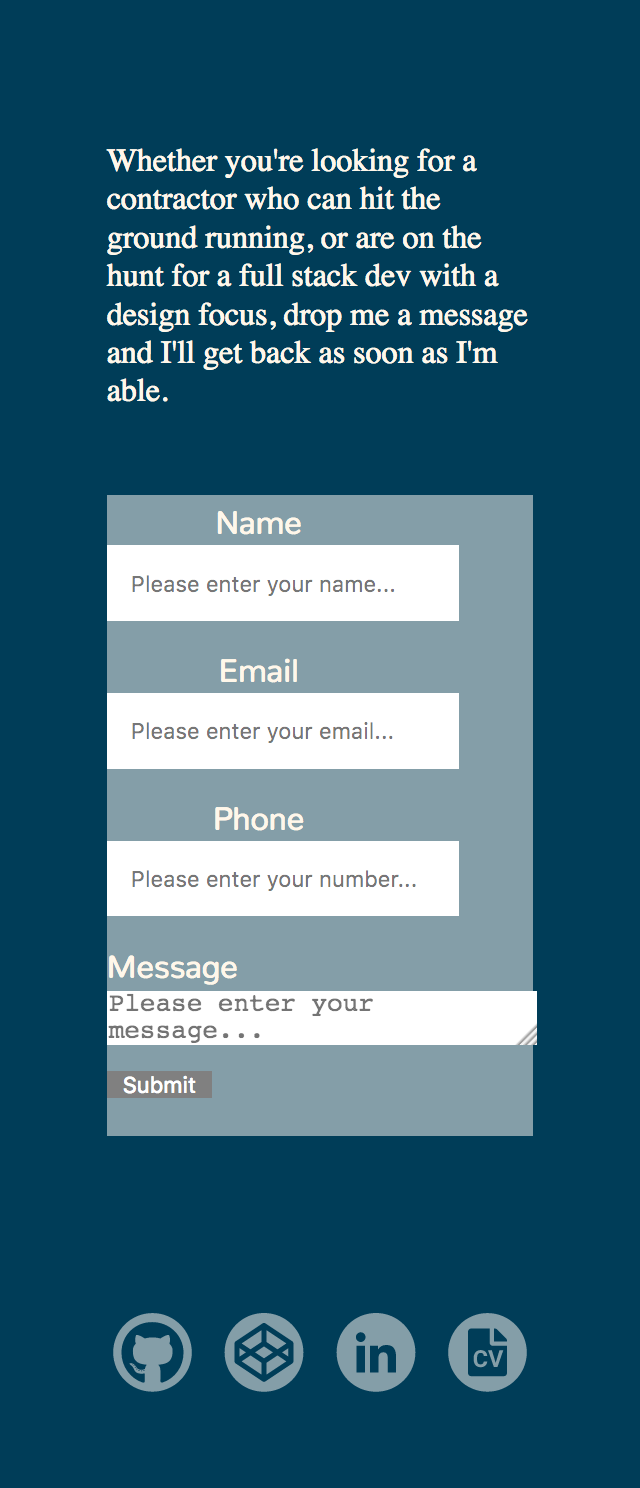 Whether you're looking for a
contractor who can hit the
ground running, or are on the
hunt for a full stack dev with a
design focus, drop me a message
and I'll get back as soon as I'm
able.
Name
Please enter your name...
Email
Please enter your email...
Phone
Please enter your number...
Message
Please enter your
message...
Submit
in
CV